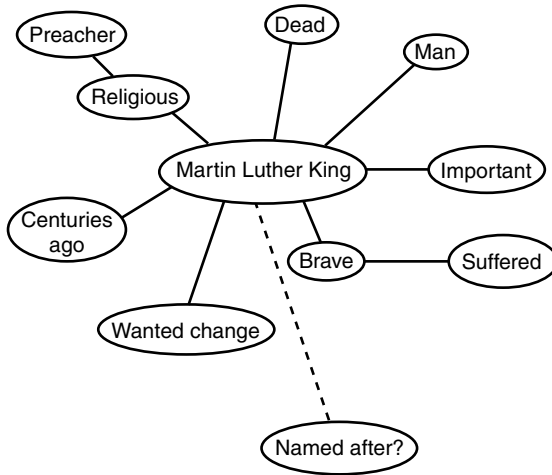 Preacher
Dead
Man
Religious
Martin Luther King
Important
Centuries
ago
Brave
Suffered
Wanted change
Named after?